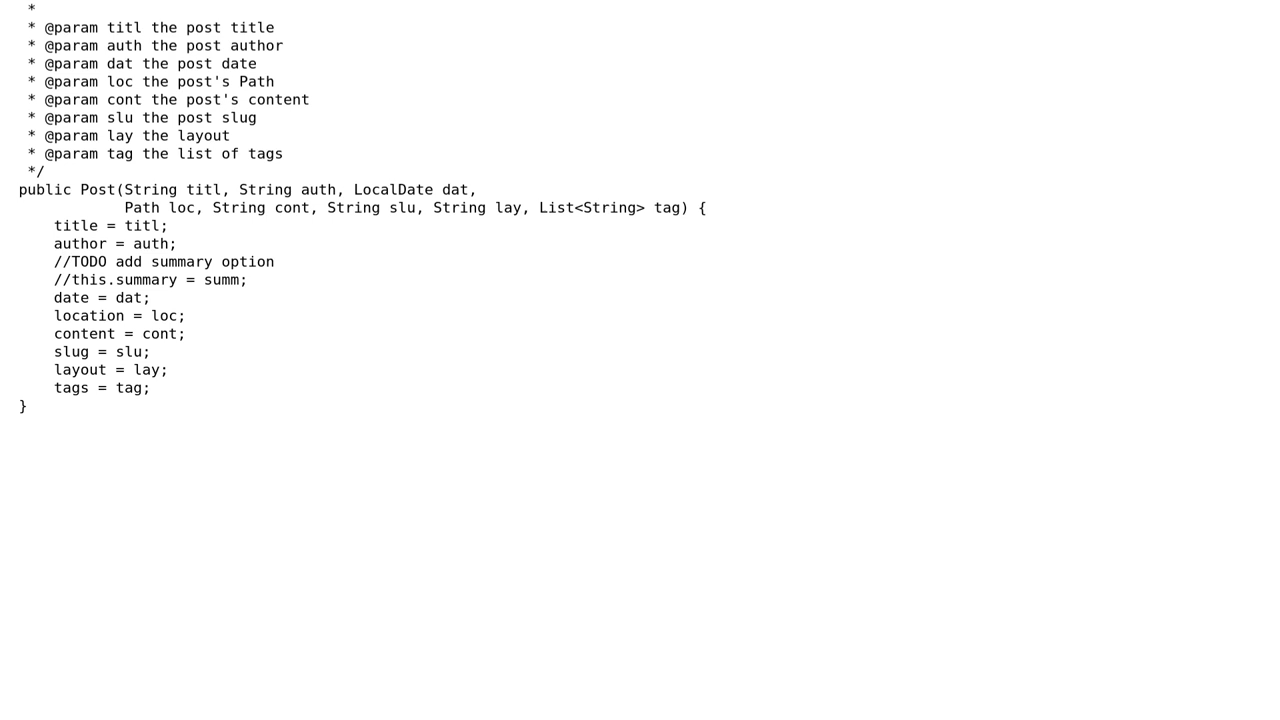 *
 * @param titl the post title
 * @param auth the post author
 * @param dat the post date
 * @param loc the post's Path
 * @param cont the post's content
 * @param slu the post slug
 * @param lay the layout
 * @param tag the list of tags
 */
public Post(String titl, String auth, LocalDate dat,
            Path loc, String cont, String slu, String lay, List<String> tag) {
    title = titl;
    author = auth;
    //TODO add summary option
    //this.summary = summ;
    date = dat;
    location = loc;
    content = cont;
    slug = slu;
    layout = lay;
    tags = tag;
}